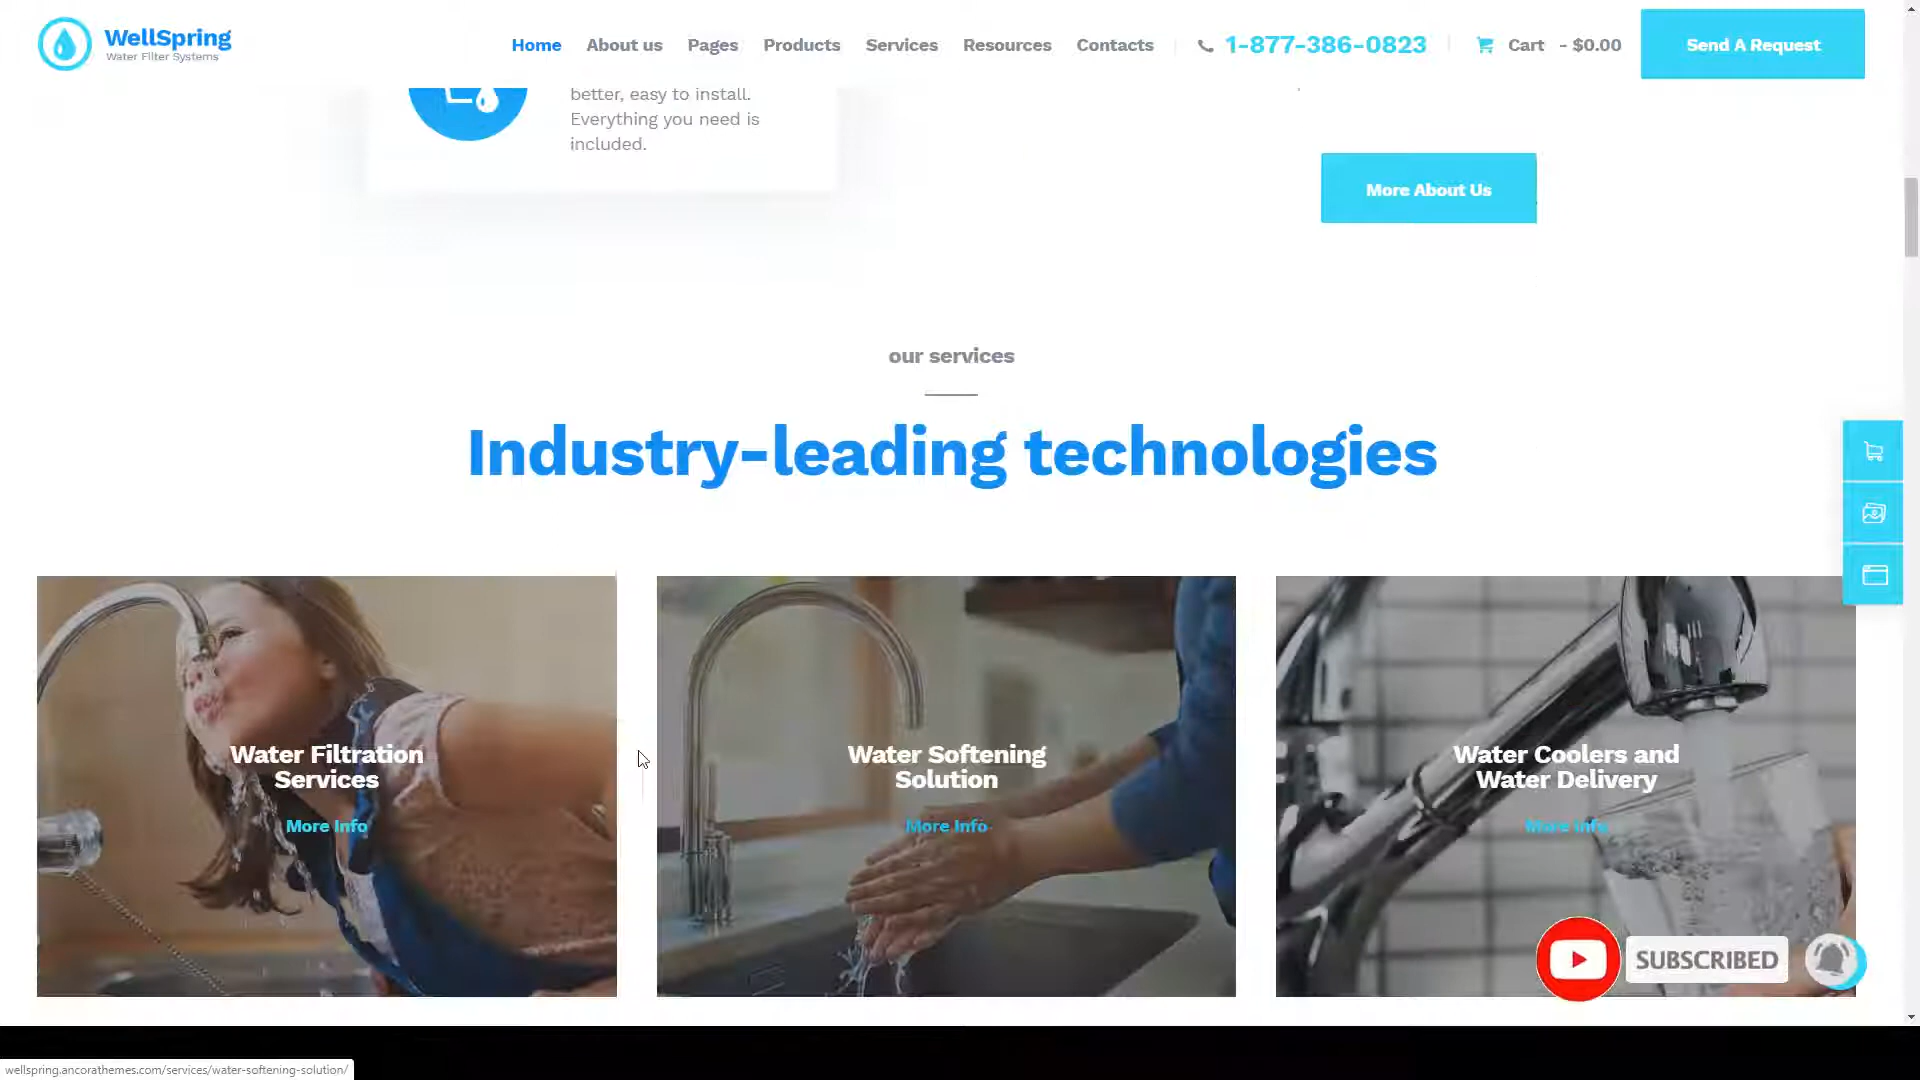 WellSpring
Water Filter Systems
Home About us Pages Products Services Resources Contacts 1-877-386-0823 Cart - $0.00 Send A Request
better, easy to install.
Everything you need is
included.
More About Us
our services
Industry-leading technologies
Water Filtration
Services
More Info
Water Softening
Solution
More Info
Water Coolers and
Water Delivery
More Info
SUBSCRIBED
wellspring.ancorathemes.com/services/water-softening-solution/